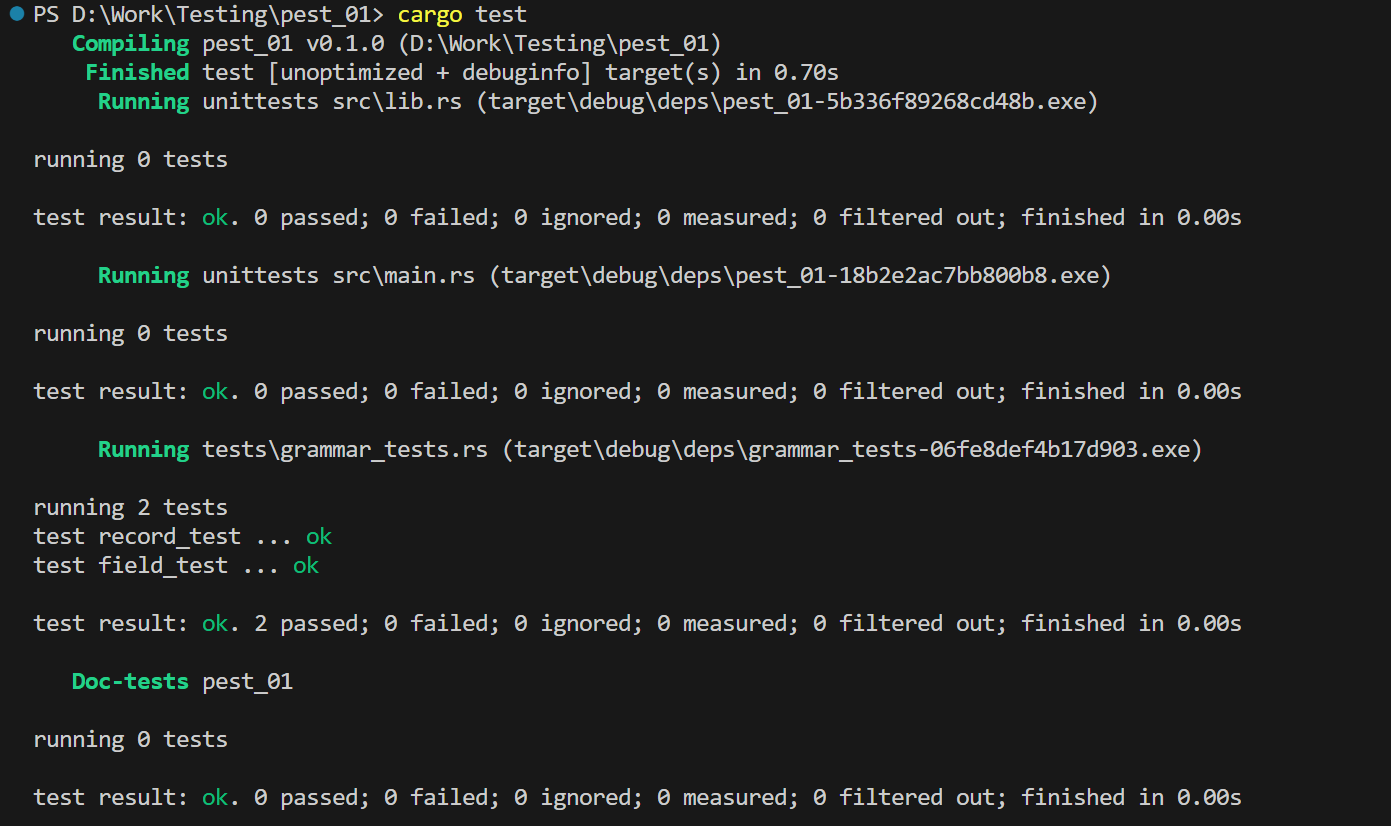 PS D:\Work\Testing\pest_01> cargo test
Compiling pest_01 v0.1.0 (D:\Work\Testing\pest_01)
Finished test [unoptimized + debuginfo] target(s) in 0.70s
Running unittests src\lib.rs (target\debug\deps\pest_01-5b336f89268cd48b.exe)
running 0 tests
test result: ok. 0 passed; 0 failed; 0 ignored; 0 measured; 0 filtered out; finished in 0.00s
Running unittests src\main.rs (target\debug\deps\pest_01-18b2e2ac7bb800b8.exe)
running 0 tests
test result: ok. 0 passed; 0 failed; 0 ignored; 0 measured; 0 filtered out; finished in 0.00s
Running tests\grammar_tests.rs (target\debug\deps\grammar_tests-06fe8def4b17d903.exe)
running 2 tests
test record_test ... ok
test field_test ... ok
test result: ok. 2 passed; 0 failed; 0 ignored; 0 measured; 0 filtered out; finished in 0.00s
Doc-tests pest_01
running 0 tests
test result: ok. 0 passed; 0 failed; 0 ignored; 0 measured; 0 filtered out; finished in 0.00s